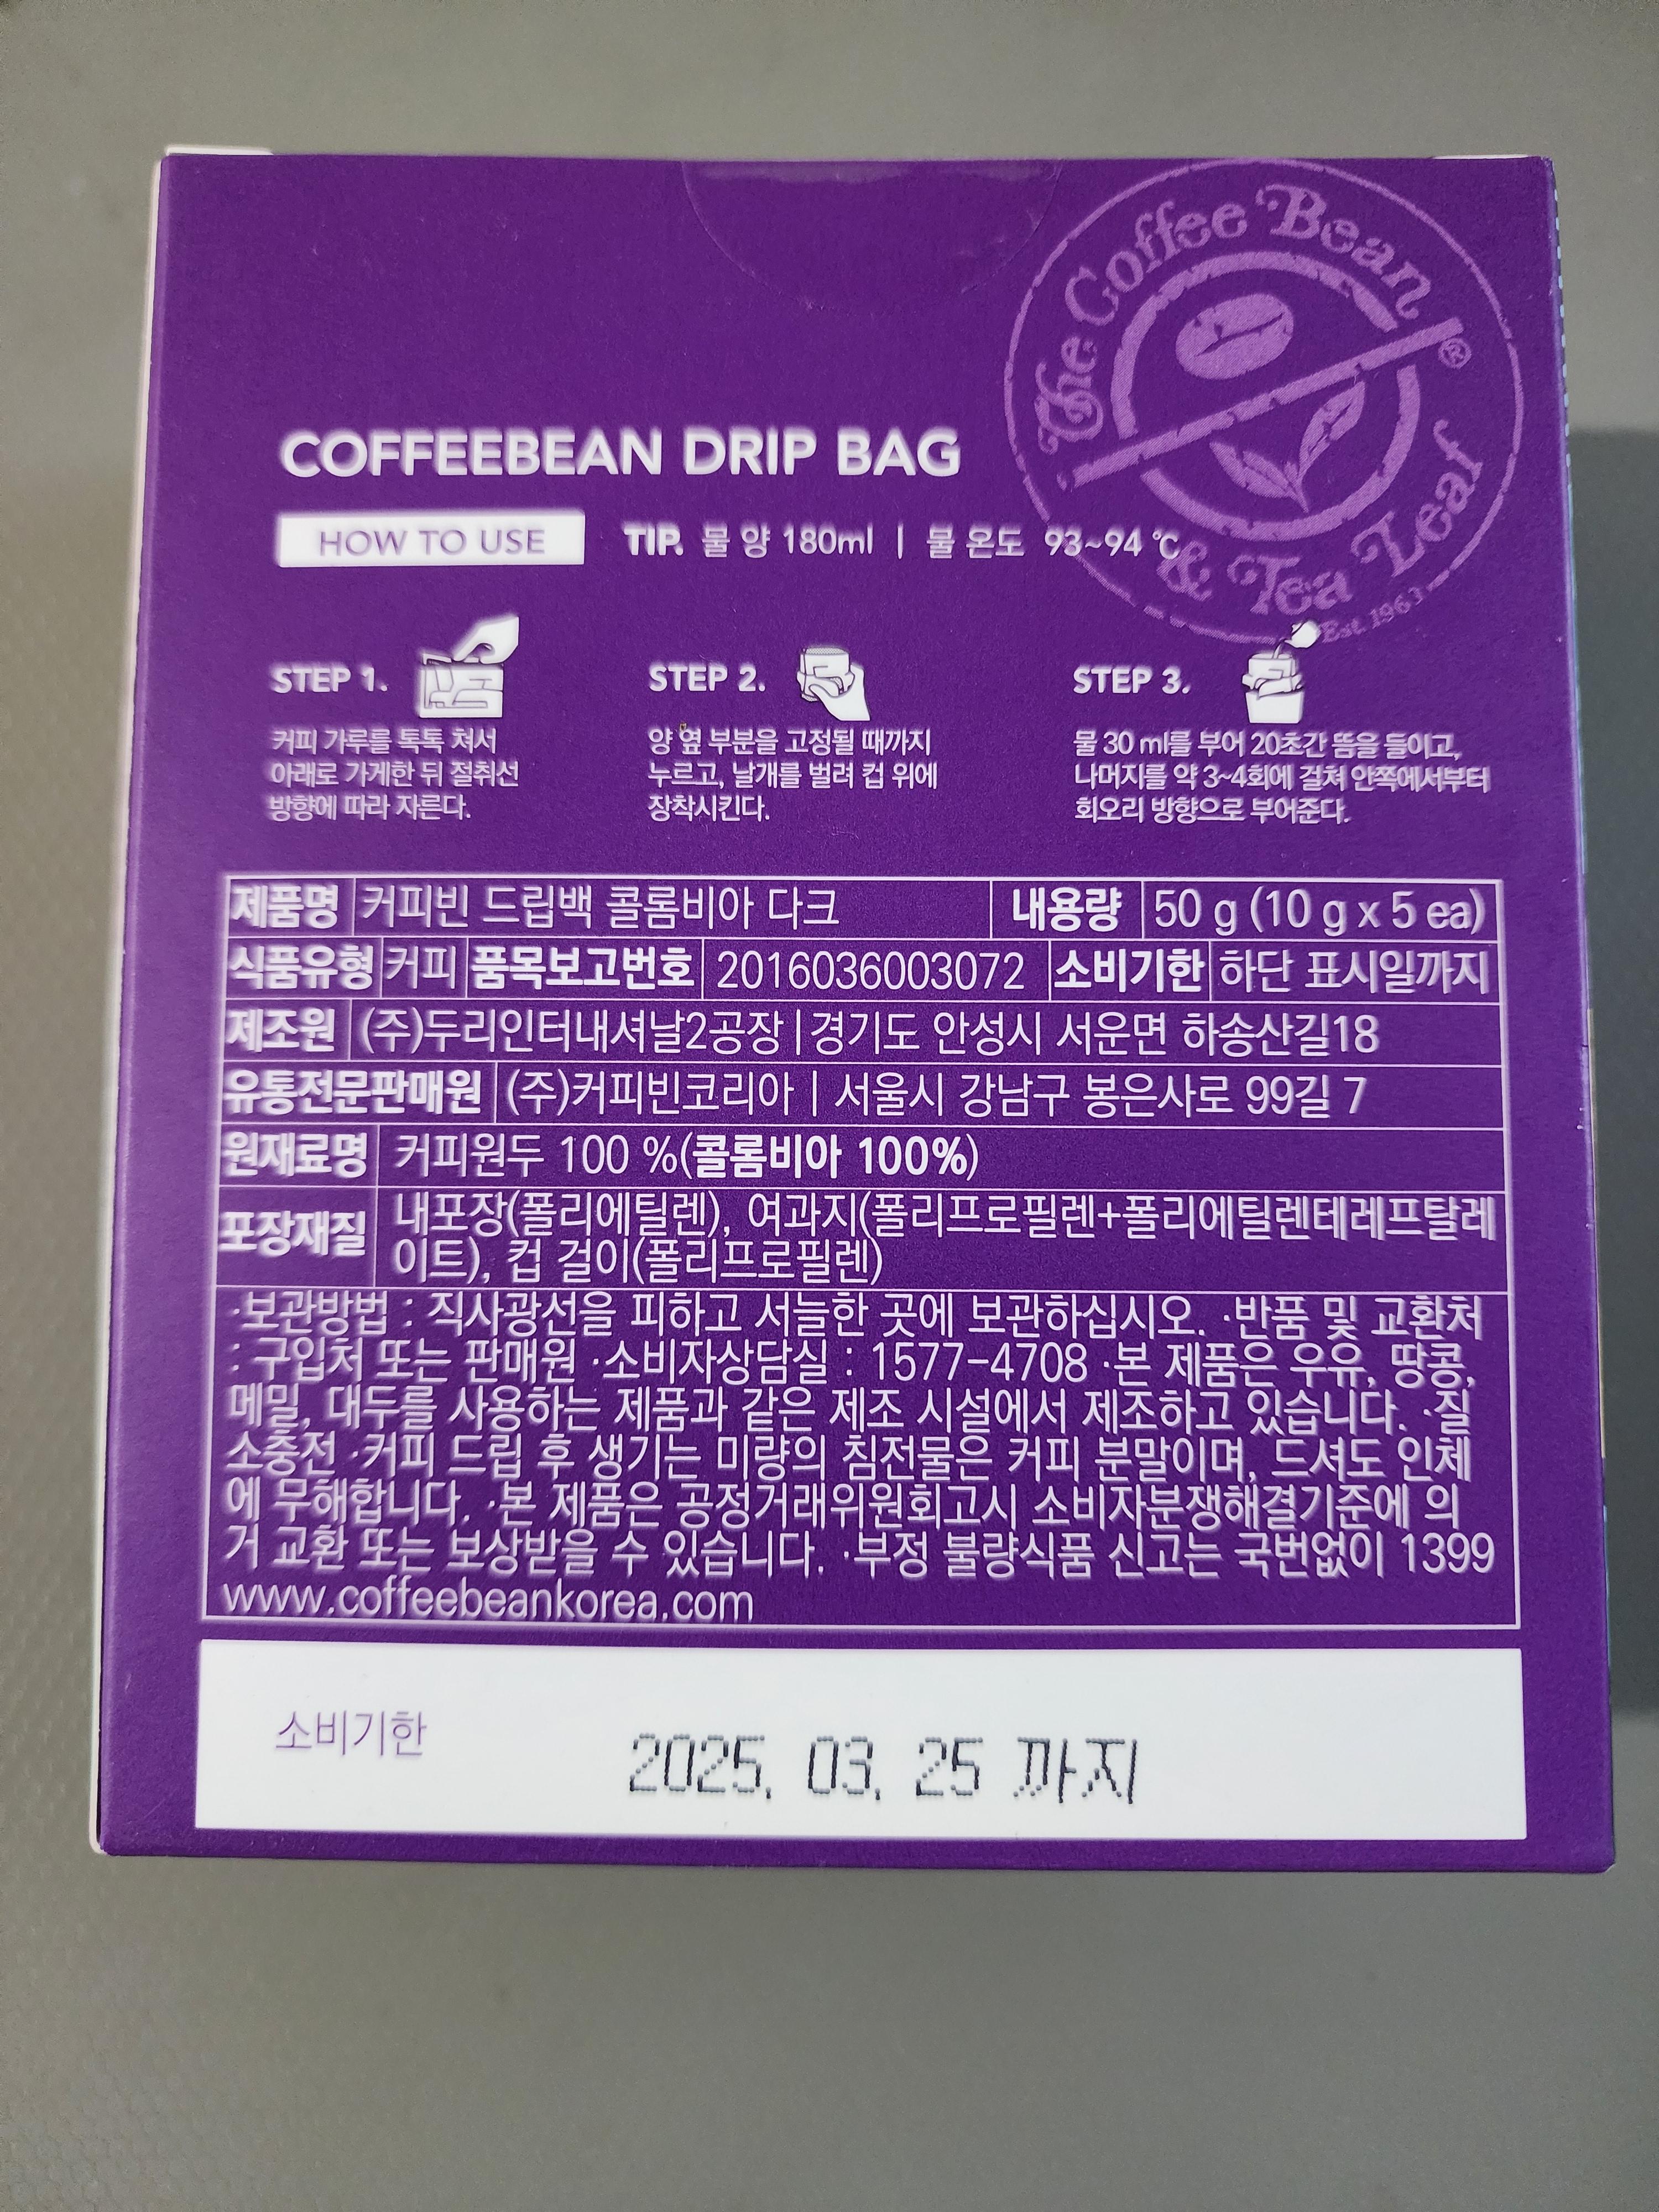 The Coffee Bean
& Tea Leaf
®
Est. 1963
COFFEEBEAN DRIP BAG
HOW TO USE TIP. 물 양 180ml | 물 온도 93~94 ℃
STEP 1.
커피 가루를 톡톡 쳐서
아래로 가게한 뒤 절취선
방향에 따라 자른다.
STEP 2.
양 옆 부분을 고정될 때까지
누르고, 날개를 벌려 컵 위에
장착시킨다.
STEP 3.
물 30 ml를 부어 20초간 뜸을 들이고,
나머지를 약 3~4회에 걸쳐 안쪽에서부터
회오리 방향으로 부어준다.
제품명 커피빈 드립백 콜롬비아 다크 내용량 50 g (10 g x 5 ea)
식품유형 커피 품목보고번호 2016036003072 소비기한 하단 표시일까지
제조원 (주)두리인터내셔날2공장 | 경기도 안성시 서운면 하송산길18
유통전문판매원 (주)커피빈코리아 | 서울시 강남구 봉은사로 99길 7
원재료명 커피원두 100 %(콜롬비아 100%)
포장재질 내포장(폴리에틸렌), 여과지(폴리프로필렌+폴리에틸렌테레프탈레
이트), 컵 걸이(폴리프로필렌)
·보관방법 : 직사광선을 피하고 서늘한 곳에 보관하십시오. ·반품 및 교환처
: 구입처 또는 판매원 ·소비자상담실 : 1577-4708 ·본 제품은 우유, 땅콩,
메밀, 대두를 사용하는 제품과 같은 제조 시설에서 제조하고 있습니다. ·질
소충전 ·커피 드립 후 생기는 미량의 침전물은 커피 분말이며, 드셔도 인체
에 무해합니다. ·본 제품은 공정거래위원회고시 소비자분쟁해결기준에 의
거 교환 또는 보상받을 수 있습니다. ·부정 불량식품 신고는 국번없이 1399
www.coffeebeankorea.com
소비기한
2025. 03. 25 까지